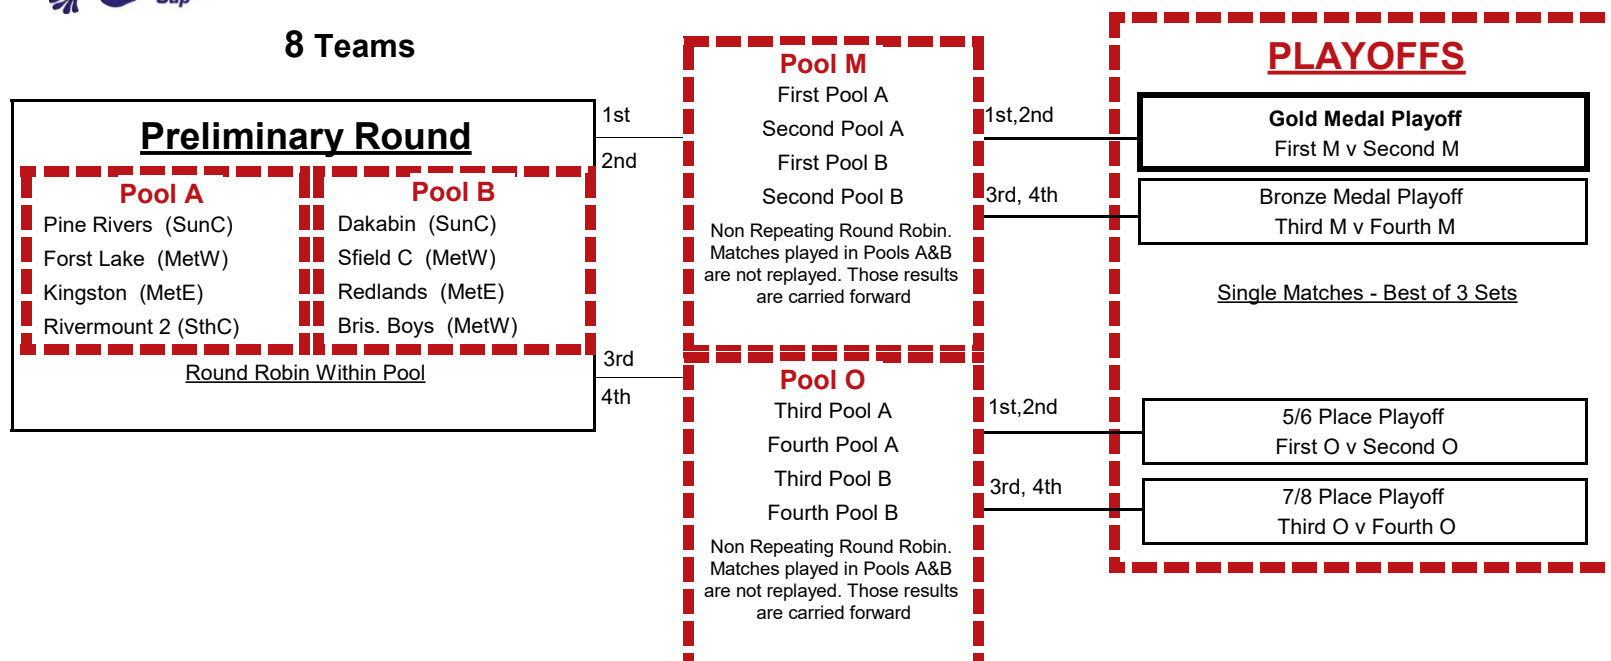 Cup
8 Teams
Preliminary Round
Pool A
Pine Rivers (SunC)
Forst Lake (MetW)
Kingston (MetE)
Rivermount 2 (SthC)
Pool B
Dakabin (SunC)
Sfield C (MetW)
Redlands (MetE)
Bris. Boys (MetW)
Round Robin Within Pool
1st
2nd
3rd
4th
Pool M
First Pool A
Second Pool A
First Pool B
Second Pool B
Non Repeating Round Robin.
Matches played in Pools A&B
are not replayed. Those results
are carried forward
Pool O
Third Pool A
Fourth Pool A
Third Pool B
Fourth Pool B
Non Repeating Round Robin.
Matches played in Pools A&B
are not replayed. Those results
are carried forward
1st,2nd
3rd, 4th
1st,2nd
3rd, 4th
PLAYOFFS
Gold Medal Playoff
First M v Second M
Bronze Medal Playoff
Third M v Fourth M
Single Matches - Best of 3 Sets
5/6 Place Playoff
First O v Second O
7/8 Place Playoff
Third O v Fourth O